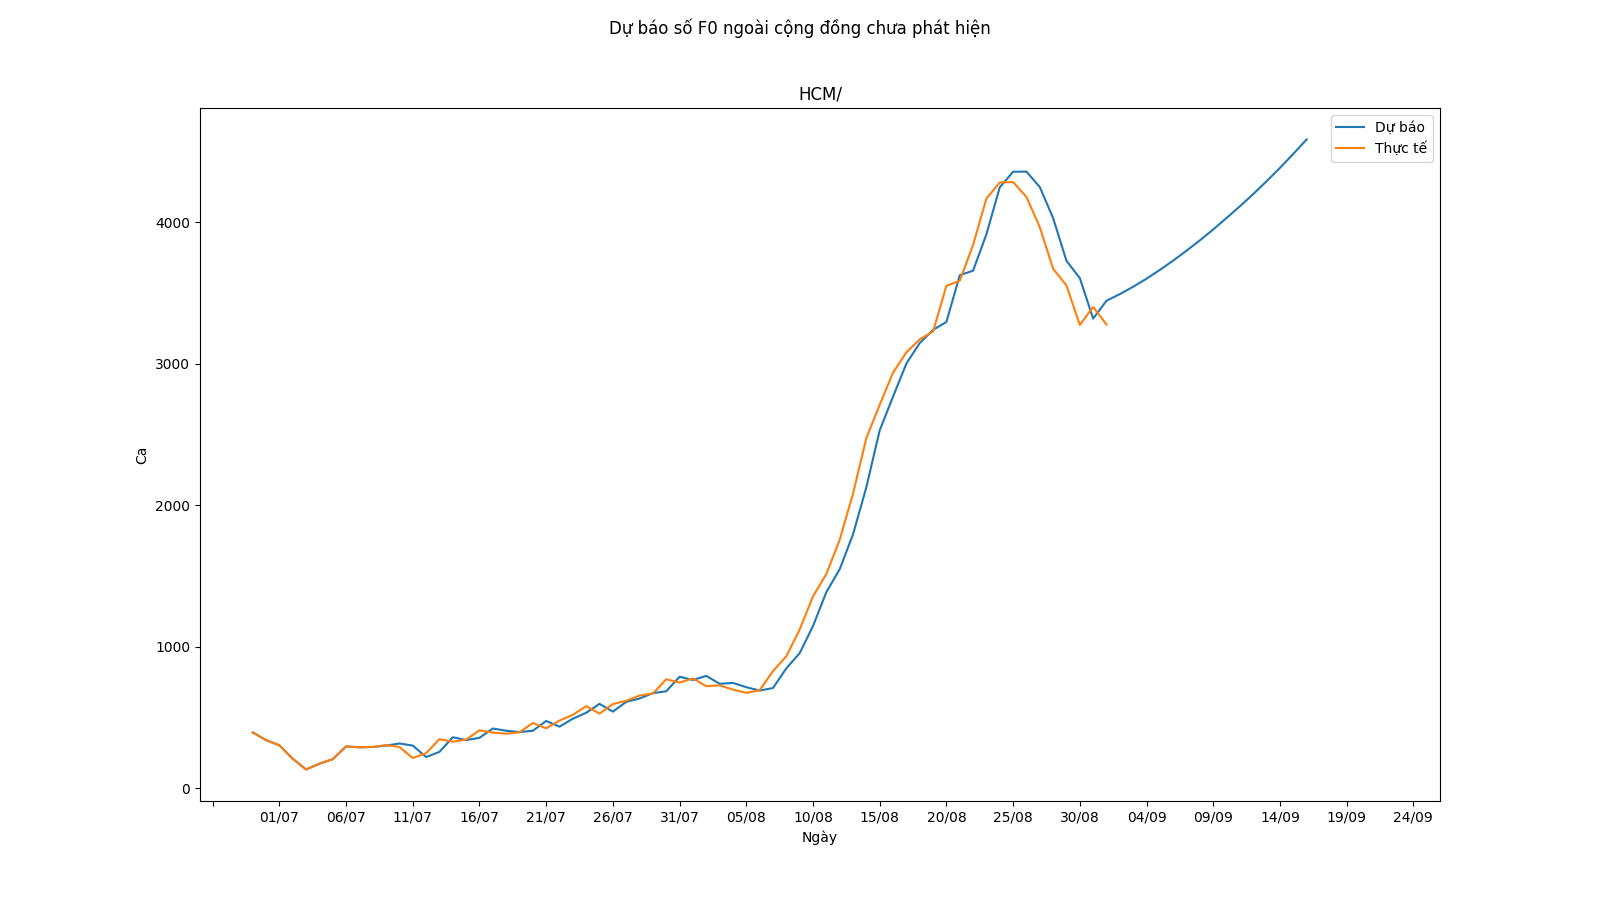 Dự báo số F0 ngoài cộng đồng chưa phát hiện
HCM/
Dự báo
Thực tế
4000
3000
2000
1000
0
Ca
01/07 06/07 11/07 16/07 21/07 26/07 31/07 05/08 10/08 15/08 20/08 25/08 30/08 04/09 09/09 14/09 19/09 24/09
Ngày